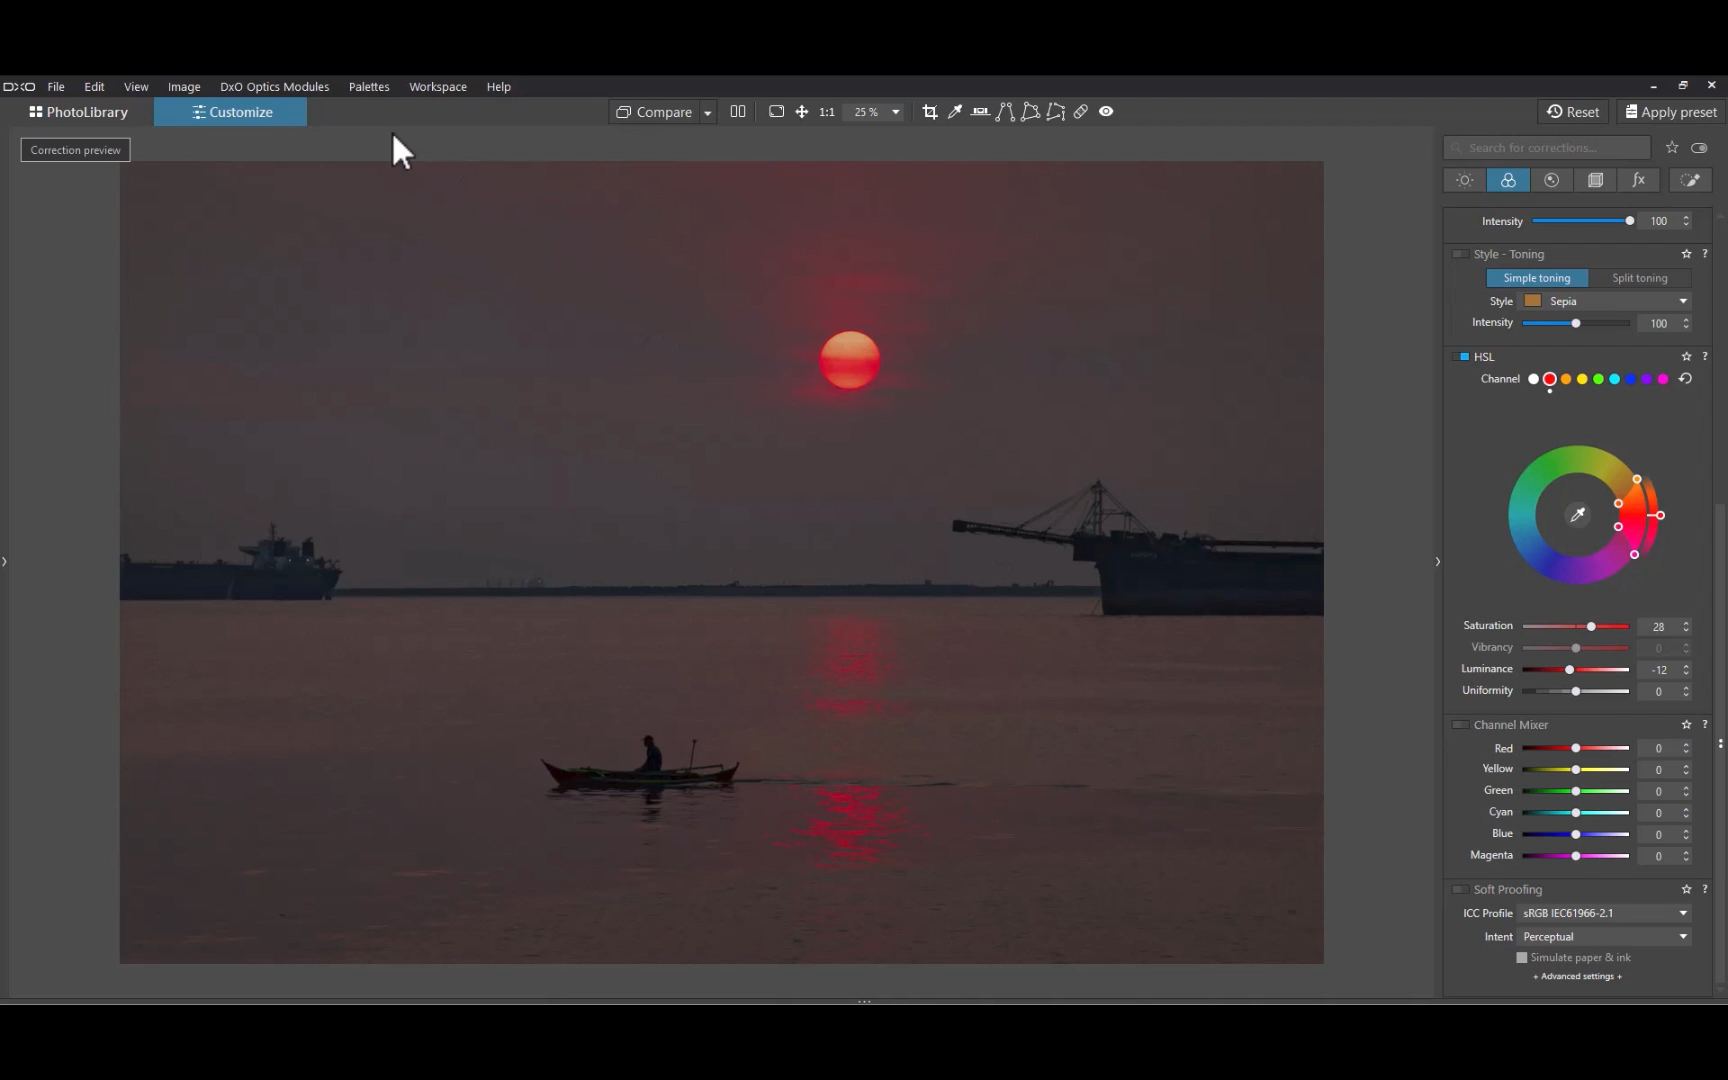 DXO File Edit View Image DxO Optics Modules Palettes Workspace Help
PhotoLibrary Customize Compare 1:1 25 % Reset Apply preset
Correction preview
Search for corrections...
fx
Intensity 100
Style - Toning ?
Simple toning Split toning
Style Sepia
Intensity 100
HSL ?
Channel
Saturation 28
Vibrancy 0
Luminance -12
Uniformity 0
Channel Mixer ?
Red 0
Yellow 0
Green 0
Cyan 0
Blue 0
Magenta 0
Soft Proofing ?
ICC Profile sRGB IEC61966-2.1
Intent Perceptual
Simulate paper & ink
+ Advanced settings +